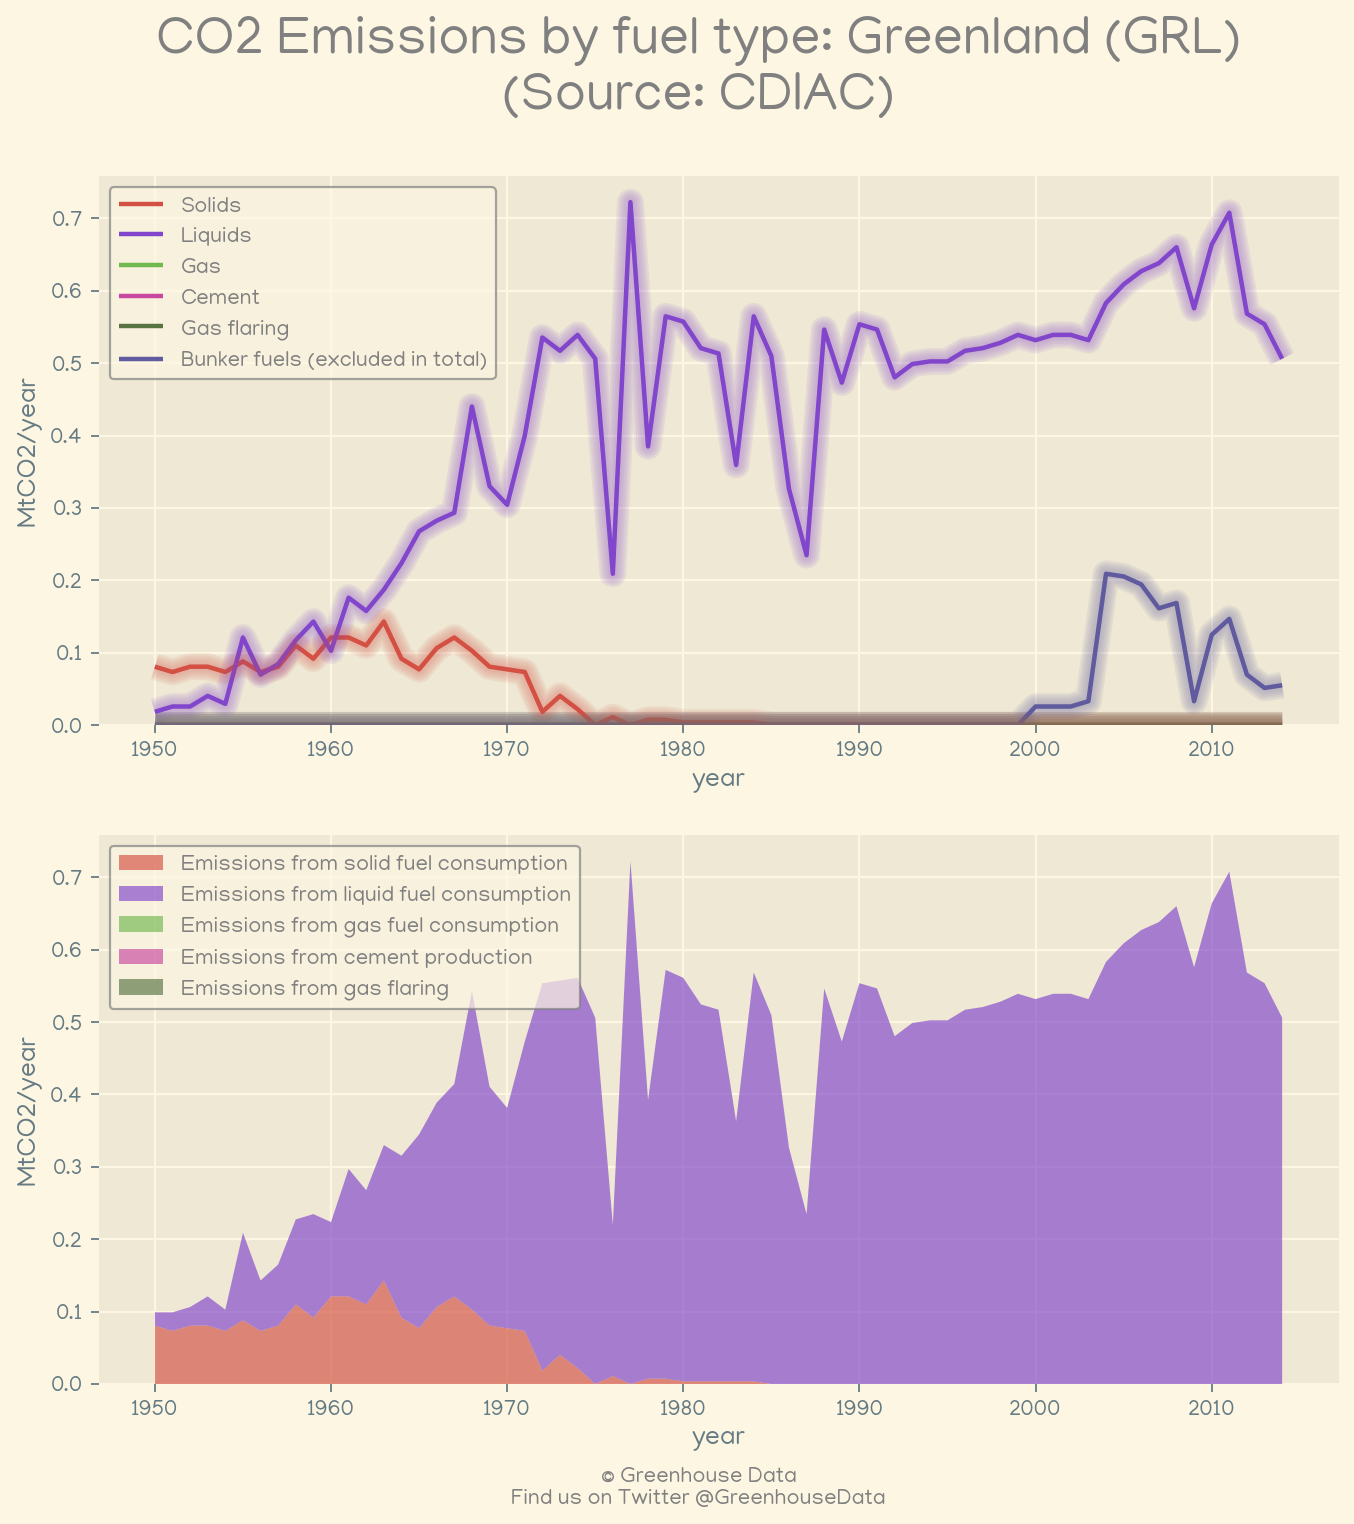 CO2 Emissions by fuel type: Greenland (GRL)
(Source: CDIAC)
Solids
Liquids
Gas
Cement
Gas flaring
Bunker fuels (excluded in total)
MtCO2/year
0.7
0.6
0.5
0.4
0.3
0.2
0.1
0.0
1950 1960 1970 1980 1990 2000 2010
year
Emissions from solid fuel consumption
Emissions from liquid fuel consumption
Emissions from gas fuel consumption
Emissions from cement production
Emissions from gas flaring
MtCO2/year
0.7
0.6
0.5
0.4
0.3
0.2
0.1
0.0
1950 1960 1970 1980 1990 2000 2010
year
© Greenhouse Data
Find us on Twitter @GreenhouseData